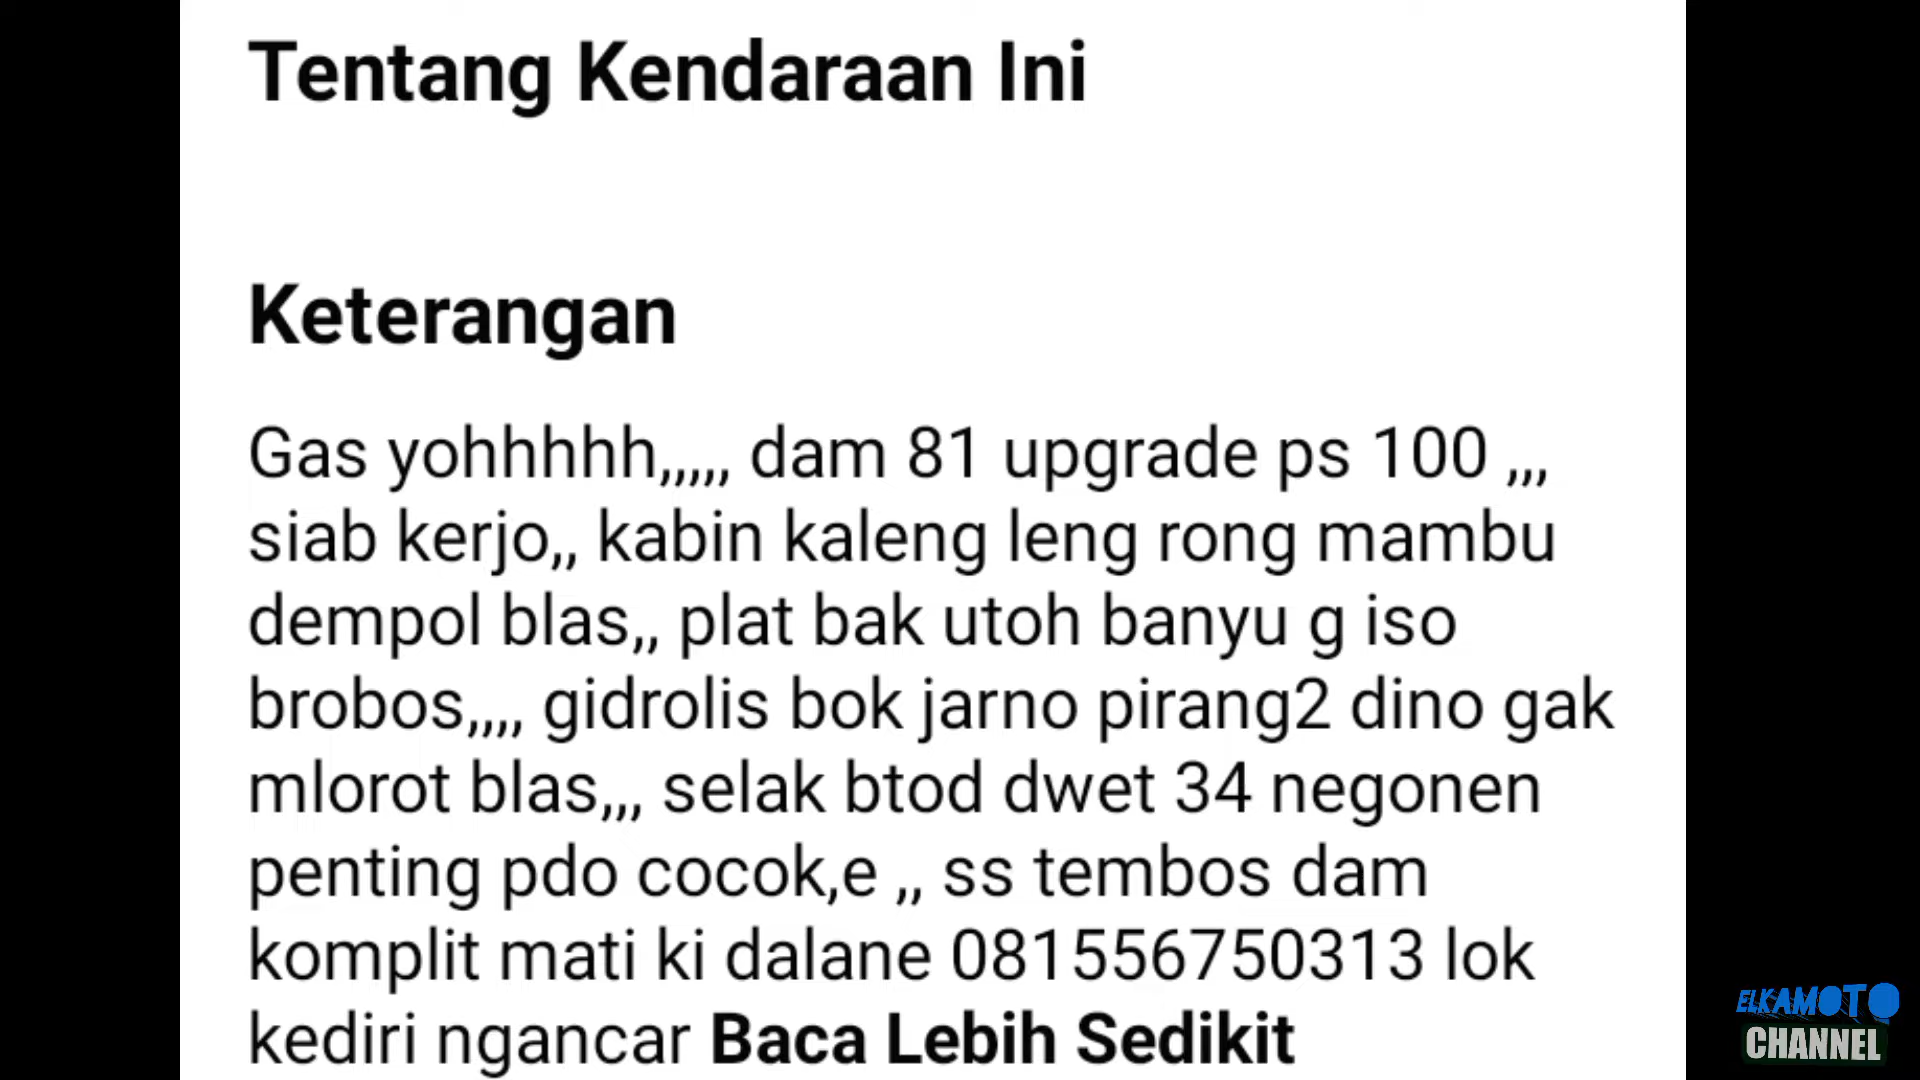 Tentang Kendaraan Ini
Keterangan
Gas yohhhhh,,,,, dam 81 upgrade ps 100 ,,,
siab kerjo,, kabin kaleng leng rong mambu
dempol blas,, plat bak utoh banyu g iso
brobos,,,, gidrolis bok jarno pirang2 dino gak
mlorot blas,,, selak btod dwet 34 negonen
penting pdo cocok,e ,, ss tembos dam
komplit mati ki dalane 081556750313 lok
kediri ngancar Baca Lebih Sedikit
ELKAMOTO
CHANNEL